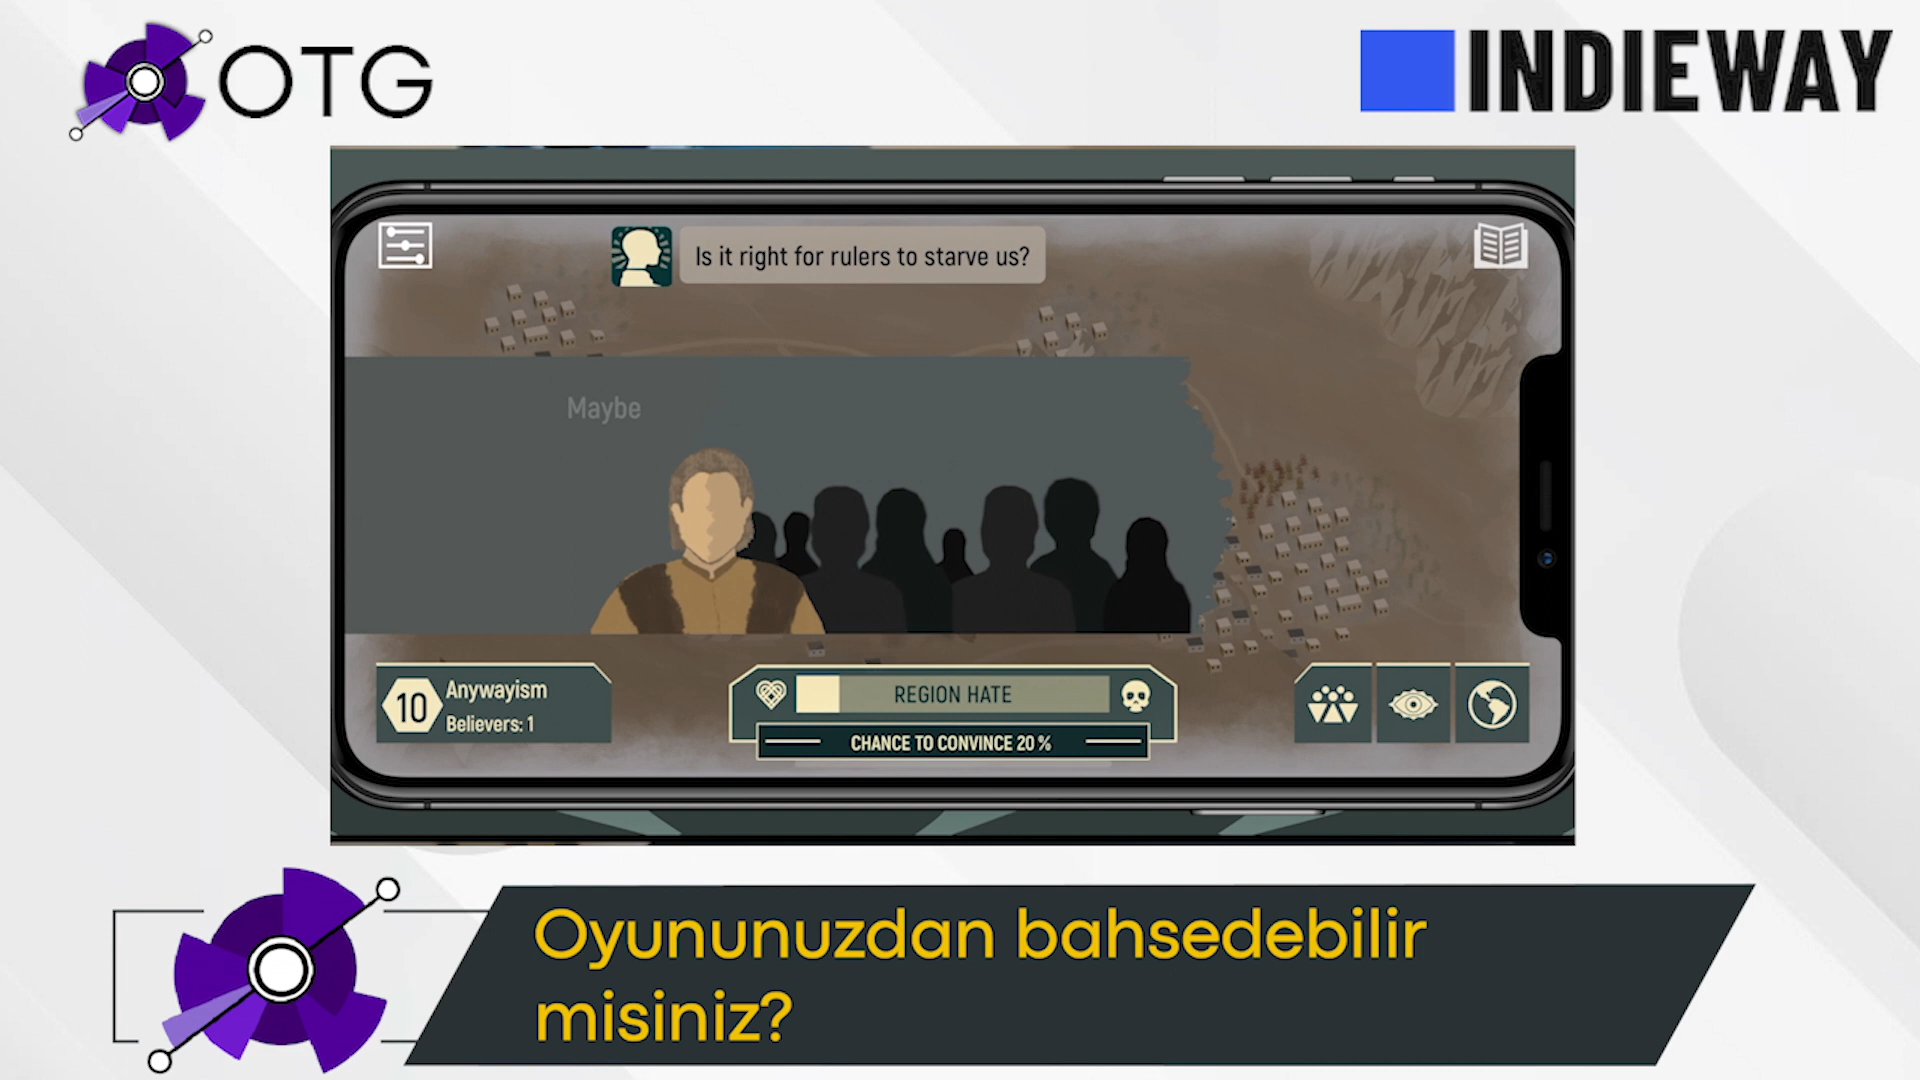 OTG
INDIEWAY
Is it right for rulers to starve us?
Maybe
10
Anywayism
Believers: 1
REGION HATE
CHANCE TO CONVINCE 20 %
Oyununuzdan bahsedebilir
misiniz?